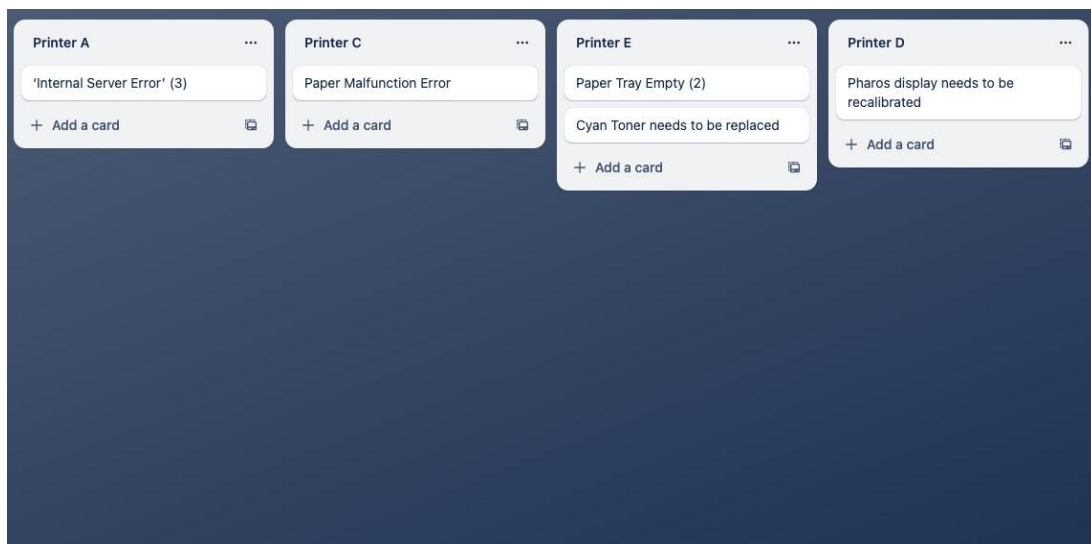 Printer A
‘Internal Server Error’ (3)
Add a card
Printer C
Paper Malfunction Error
Add a card
Printer E
Paper Tray Empty (2)
Cyan Toner needs to be replaced
Add a card
Printer D
Pharos display needs to be
recalibrated
Add a card